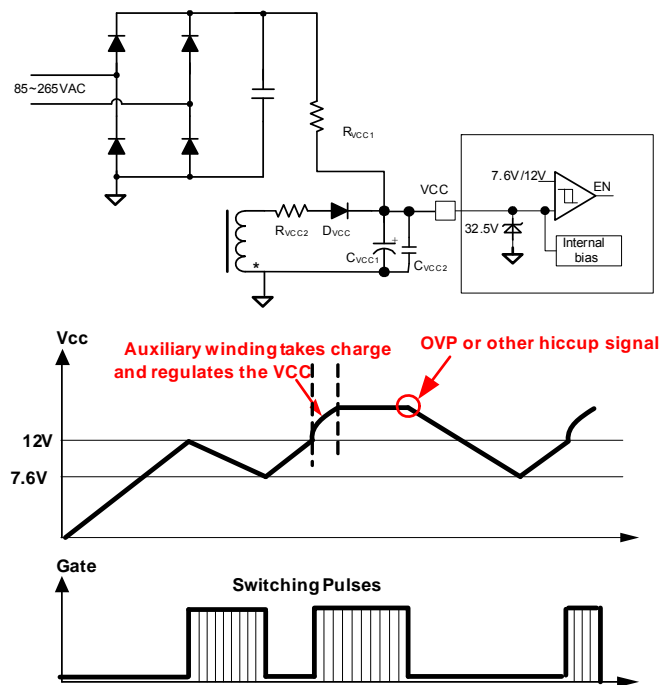 85~265VAC
RVCC1
7.6V/12V
EN
VCC
32.5V
Internal
bias
RVCC2
DVCC
+
CVCC1
CVCC2
*
Vcc
Auxiliary winding takes charge
and regulates the VCC
OVP or other hiccup signal
12V
7.6V
Gate
Switching Pulses